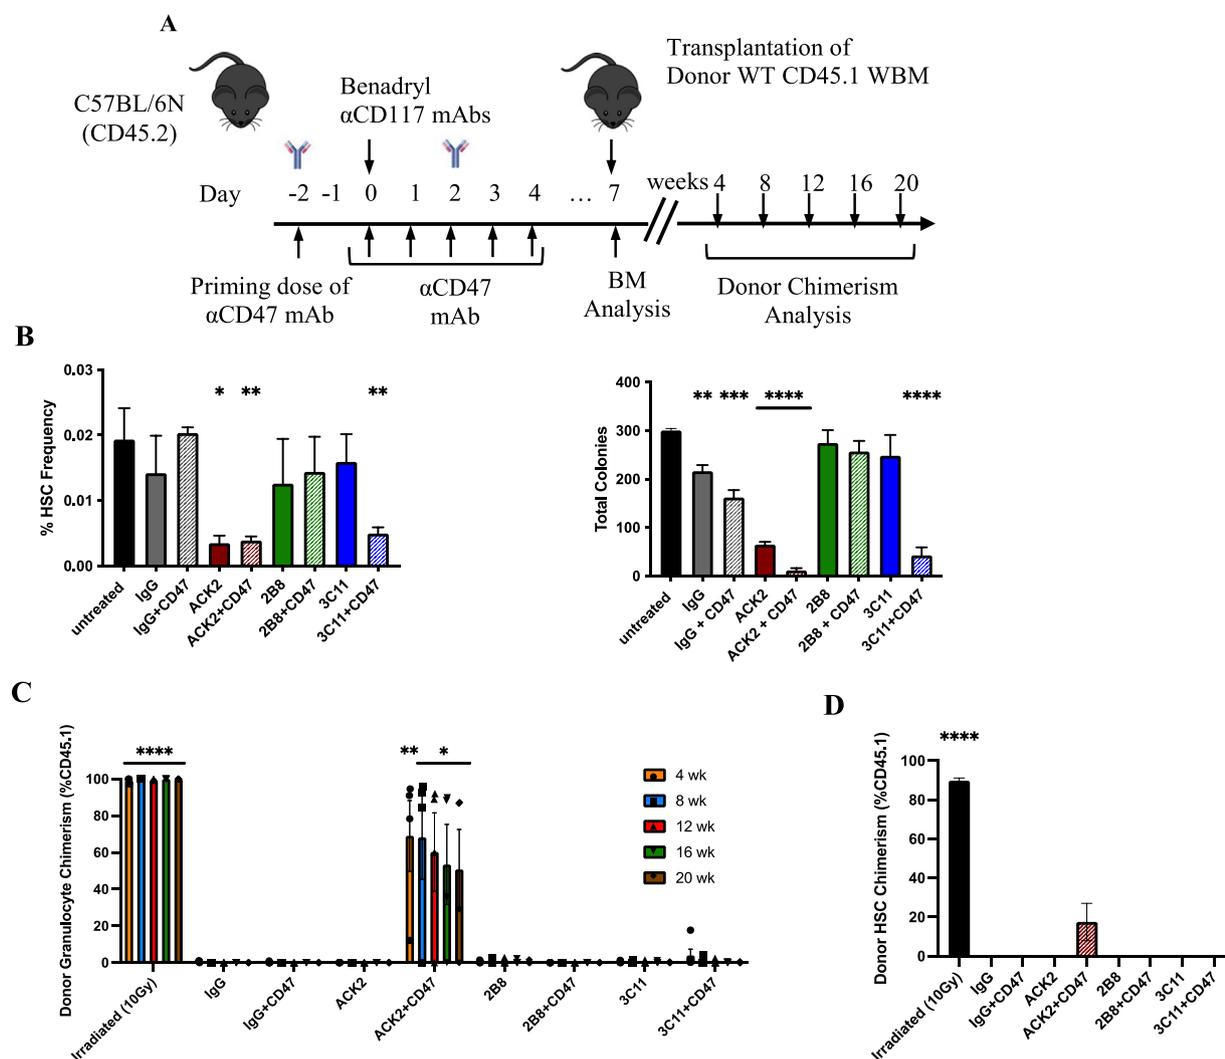 A
C57BL/6N
(CD45.2)
Benadryl
αCD117 mAbs
Transplantation of
Donor WT CD45.1 WBM
Day -2 -1 0 1 2 3 4 ... 7 weeks 4 8 12 16 20
Priming dose of
αCD47 mAb
αCD47
mAb
BM
Analysis
Donor Chimerism
Analysis
B
% HSC Frequency
0.03
0.02
0.01
0.00
* ** **
untreated
IgG
IgG+CD47
ACK2
ACK2+CD47
2B8
2B8+CD47
3C11
3C11+CD47
Total Colonies
400
300
200
100
0
** *** **** ****
untreated
IgG
IgG + CD47
ACK2
ACK2 + CD47
2B8
2B8 + CD47
3C11
3C11+CD47
C
Donor Granulocyte Chimerism (%CD45.1)
100
80
60
40
20
0
**** ** *
4 wk
8 wk
12 wk
16 wk
20 wk
Irradiated (10Gy)
IgG
IgG+CD47
ACK2
ACK2+CD47
2B8
2B8+CD47
3C11
3C11+CD47
D
Donor HSC Chimerism (%CD45.1)
100
80
60
40
20
0
****
Irradiated (10Gy)
IgG
IgG+CD47
ACK2
ACK2+CD47
2B8
2B8+CD47
3C11
3C11+CD47